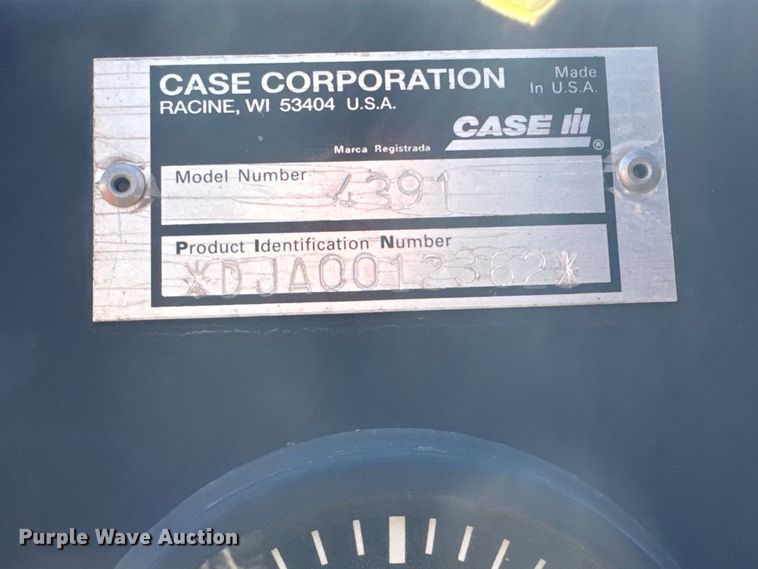 CASE CORPORATION
RACINE, WI 53404 U.S.A.
Made
In U.S.A.
CASE IH
®
Marca Registrada
Model Number
4391
Product Identification Number
*DJA0012362*
Purple Wave Auction